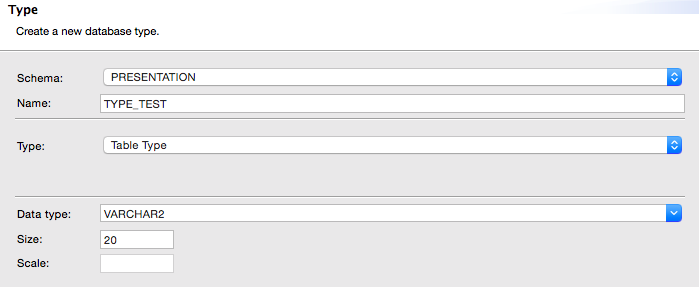 Type
Create a new database type.
Schema: PRESENTATION
Name: TYPE_TEST
Type: Table Type
Data type: VARCHAR2
Size: 20
Scale: